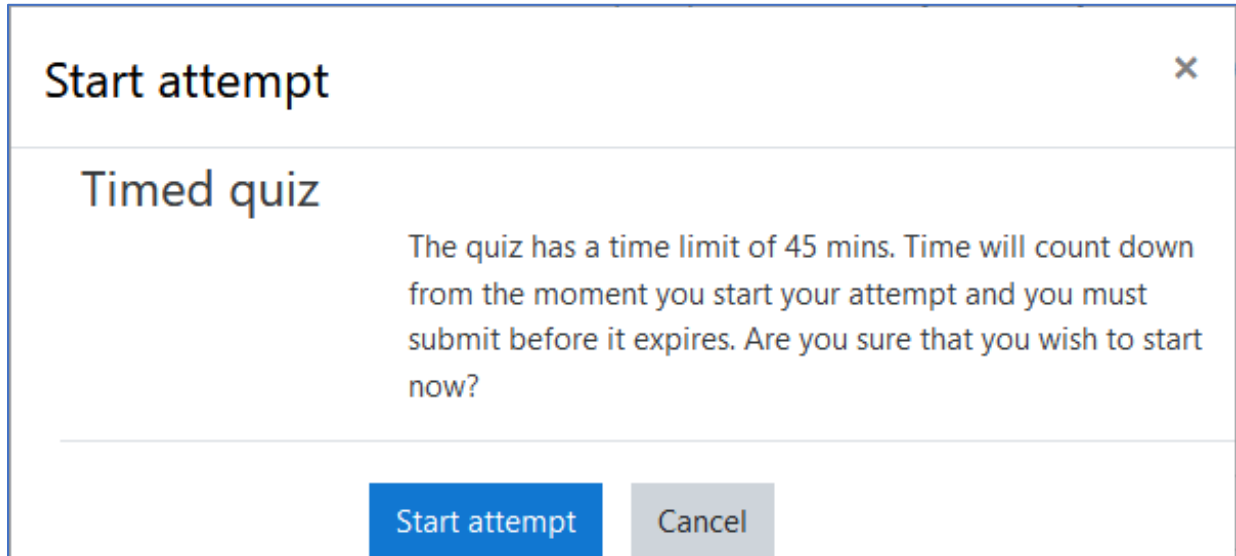 Start attempt
×
Timed quiz
The quiz has a time limit of 45 mins. Time will count down
from the moment you start your attempt and you must
submit before it expires. Are you sure that you wish to start
now?
Start attempt
Cancel